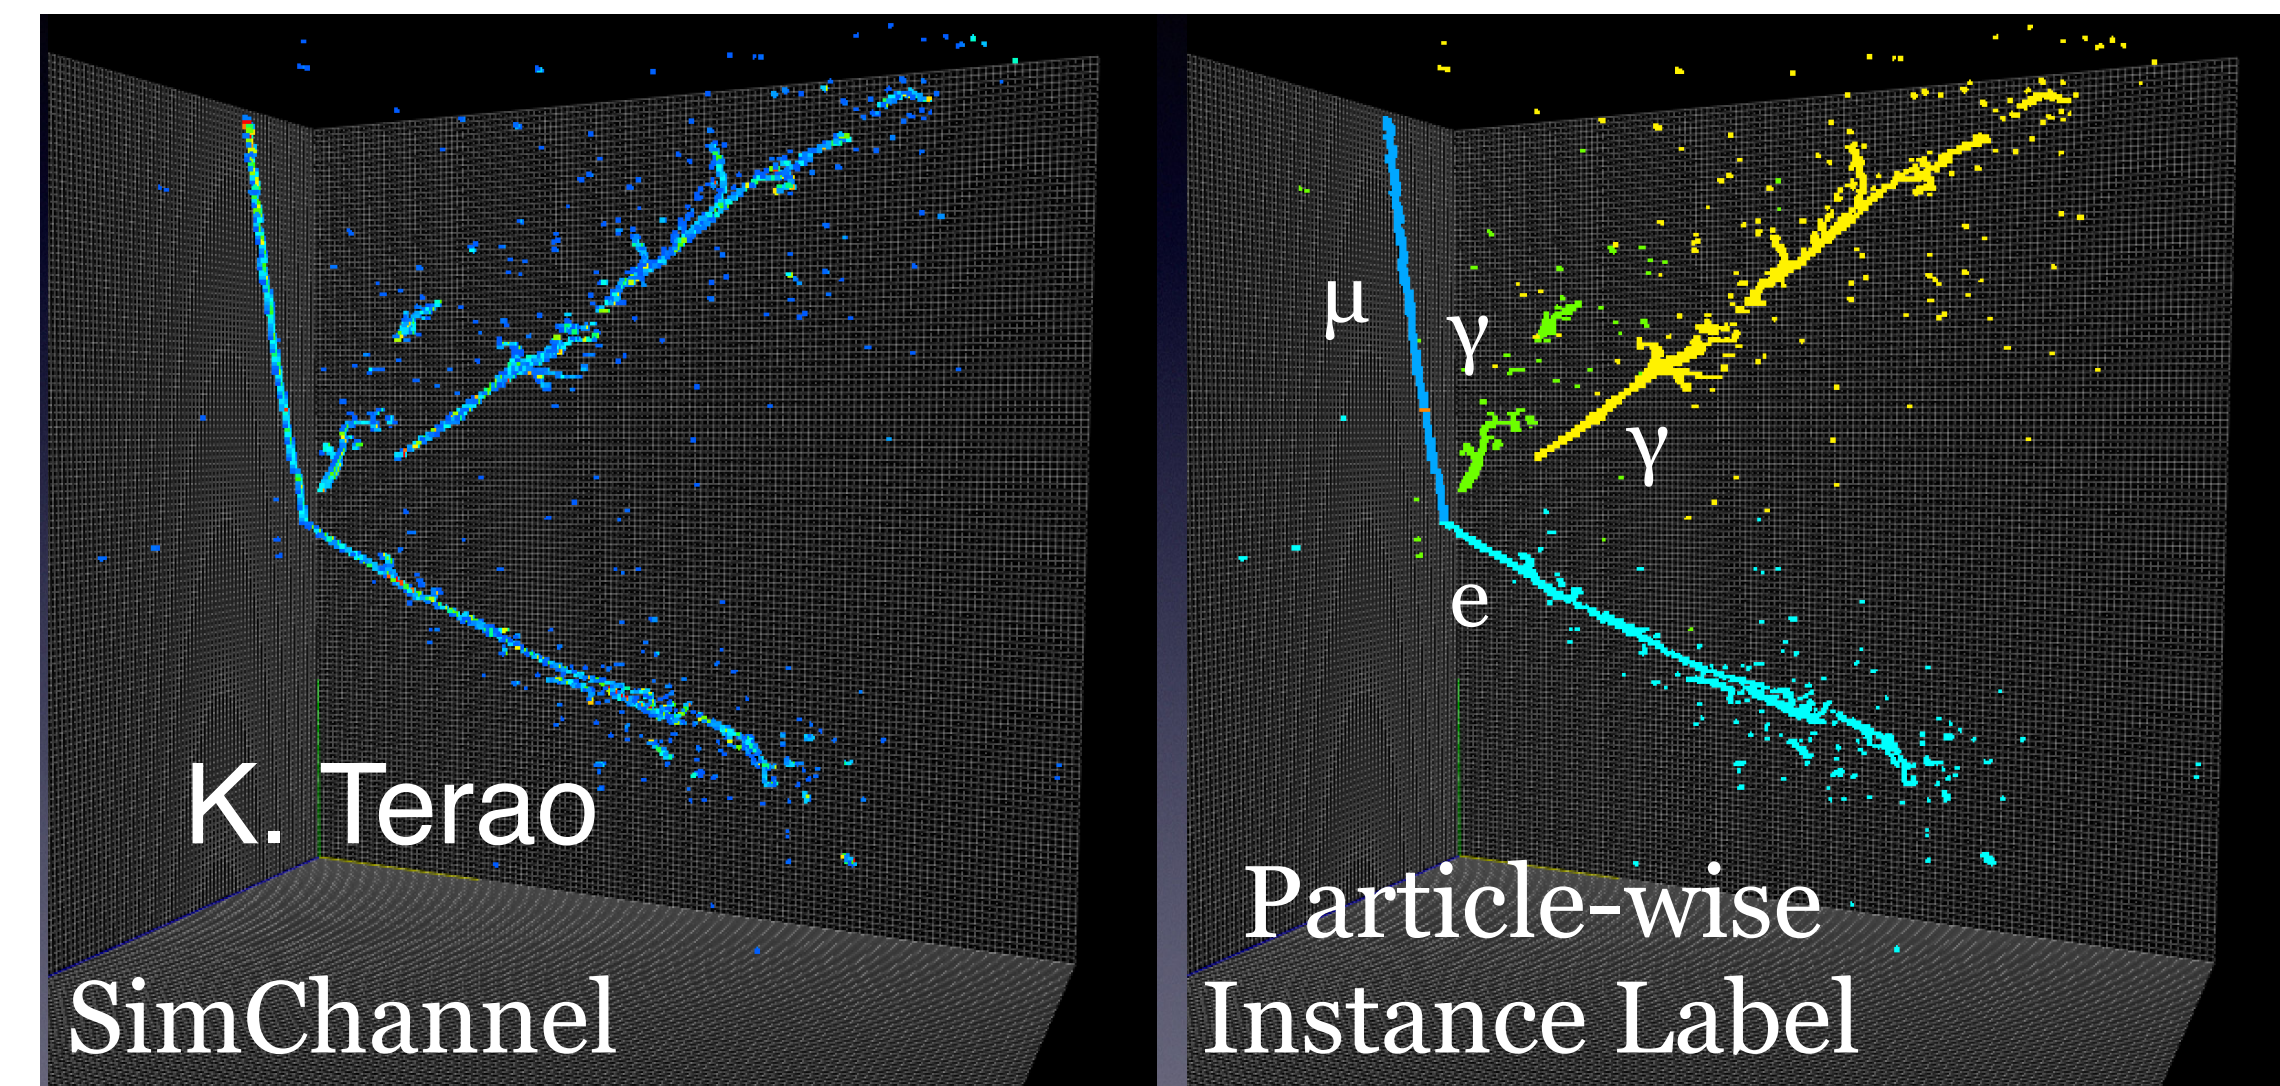 K. Terao
SimChannel
μ
γ
γ
e
Particle-wise
Instance Label